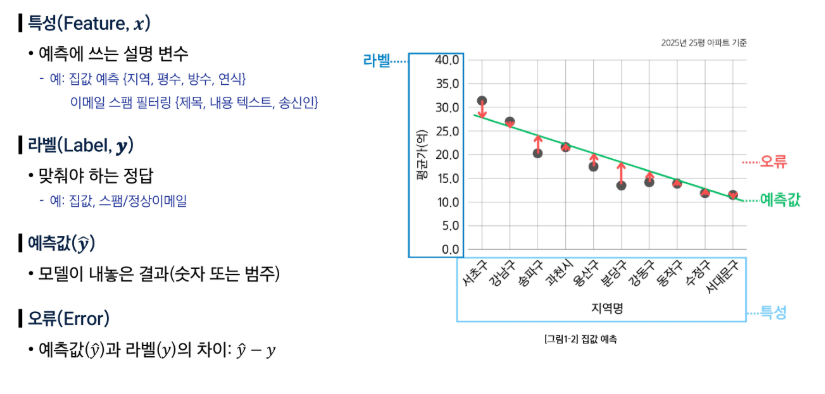 특성(Feature, x)
• 예측에 쓰는 설명 변수
- 예: 집값 예측 {지역, 평수, 방수, 연식}
이메일 스팸 필터링 {제목, 내용 텍스트, 송신인}
라벨(Label, y)
• 맞춰야 하는 정답
- 예: 집값, 스팸/정상이메일
예측값(ŷ)
• 모델이 내놓은 결과(숫자 또는 범주)
오류(Error)
• 예측값(ŷ)과 라벨(y)의 차이: ŷ − y
2025년 25평 아파트 기준
라벨
평균가(억)
40,0
35,0
30,0
25,0
20,0
15,0
10,0
5,0
0,0
오류
예측값
서초구
강남구
송파구
과천시
용산구
분당구
강동구
동작구
수정구
서대문구
지역명
특성
[그림1-2] 집값 예측